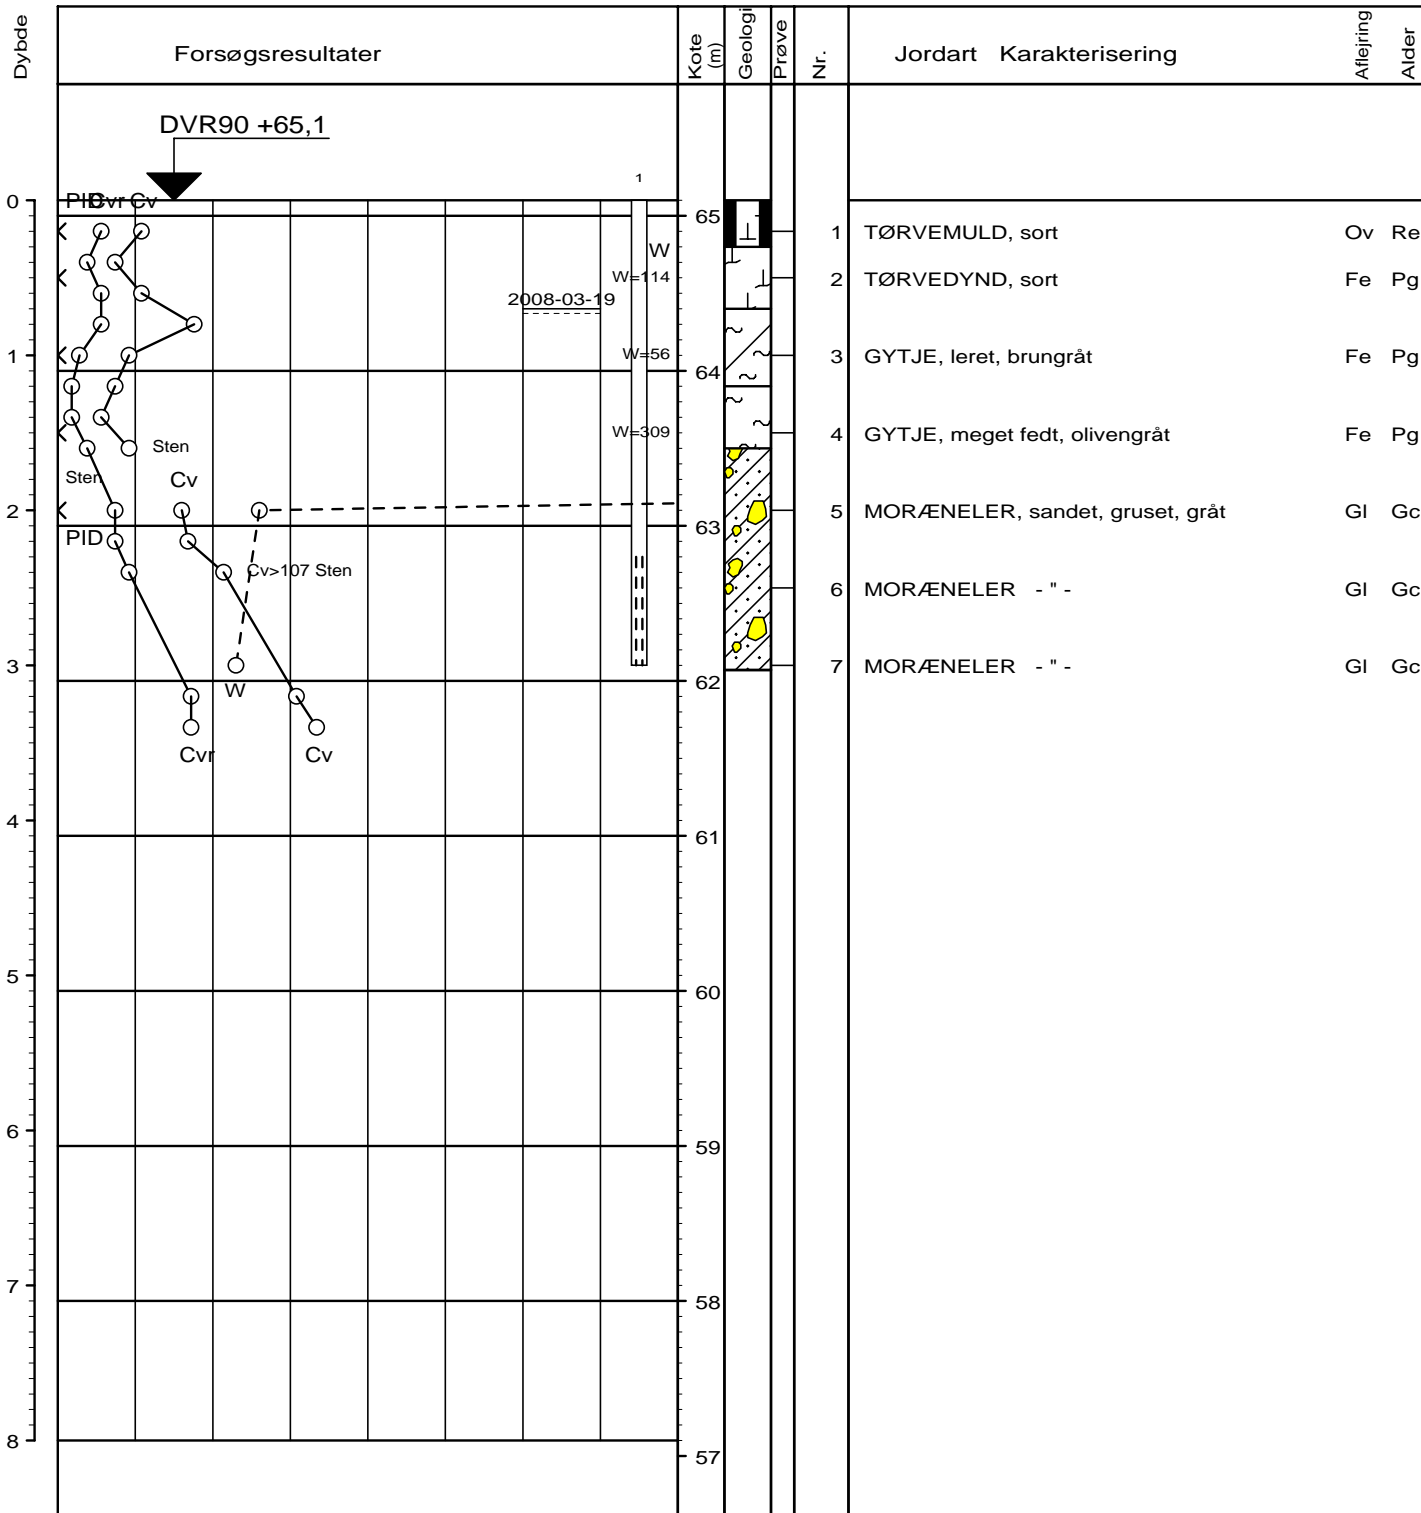 Dybde
Forsøgsresultater
Kote (m)
Geologi
Prøve
Nr.
Jordart Karakterisering
Aflejring
Alder
DVR90 +65,1
1
0
PID Cvr Cv
65
W
1 TØRVEMULD, sort Ov Re
W=114
2 TØRVEDYND, sort Fe Pg
2008-03-19
1
W=56
64
3 GYTJE, leret, brungråt Fe Pg
W=309
4 GYTJE, meget fedt, olivengråt Fe Pg
Sten
Sten
Cv
2
63
5 MORÆNELER, sandet, gruset, gråt Gl Gc
PID
Cv>107 Sten
6 MORÆNELER - " - Gl Gc
3
W
62
7 MORÆNELER - " - Gl Gc
Cvr
Cv
4
61
5
60
6
59
7
58
8
57